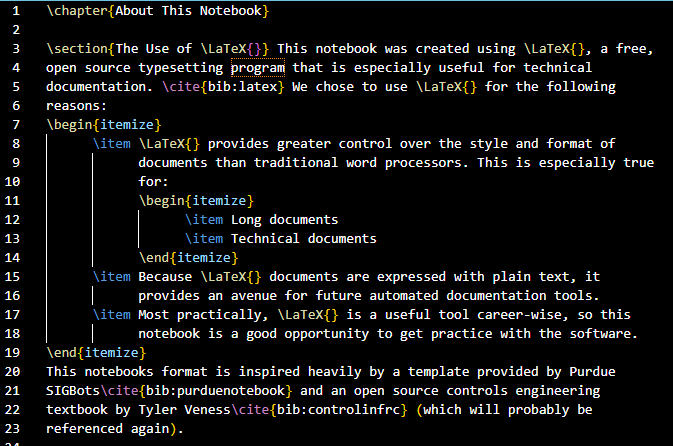 1 \chapter{About This Notebook}
2
3 \section{The Use of \LaTeX{}} This notebook was created using \LaTeX{}, a free,
4 open source typesetting program that is especially useful for technical
5 documentation. \cite{bib:latex} We chose to use \LaTeX{} for the following
6 reasons:
7 \begin{itemize}
8 \item \LaTeX{} provides greater control over the style and format of
9 documents than traditional word processors. This is especially true
10 for:
11 \begin{itemize}
12 \item Long documents
13 \item Technical documents
14 \end{itemize}
15 \item Because \LaTeX{} documents are expressed with plain text, it
16 provides an avenue for future automated documentation tools.
17 \item Most practically, \LaTeX{} is a useful tool career-wise, so this
18 notebook is a good opportunity to get practice with the software.
19 \end{itemize}
20 This notebooks format is inspired heavily by a template provided by Purdue
21 SIGBots\cite{bib:purduenotebook} and an open source controls engineering
22 textbook by Tyler Veness\cite{bib:controlinfrc} (which will probably be
23 referenced again).